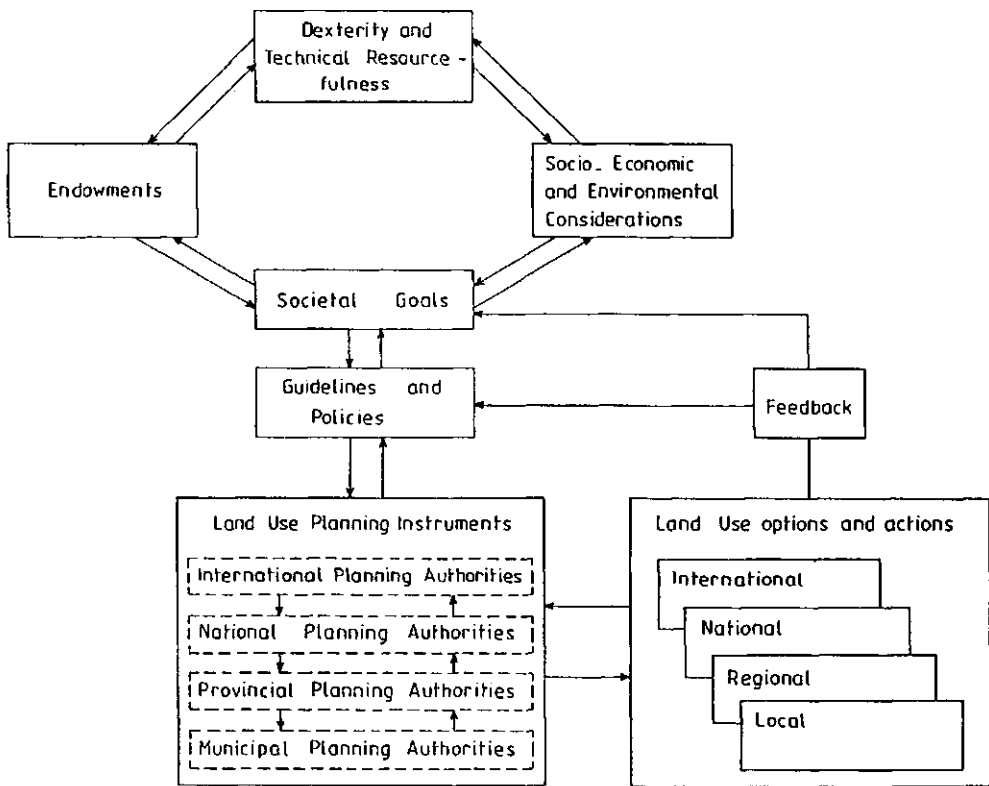 Dexterity and
Technical Resource -
fulness
Endowments
Socio- Economic
and Environmental
Considerations
Societal Goals
Guidelines and
Policies
Feedback
Land Use Planning Instruments
International Planning Authorities
National Planning Authorities
Provincial Planning Authorities
Municipal Planning Authorities
Land Use options and actions
International
National
Regional
Local